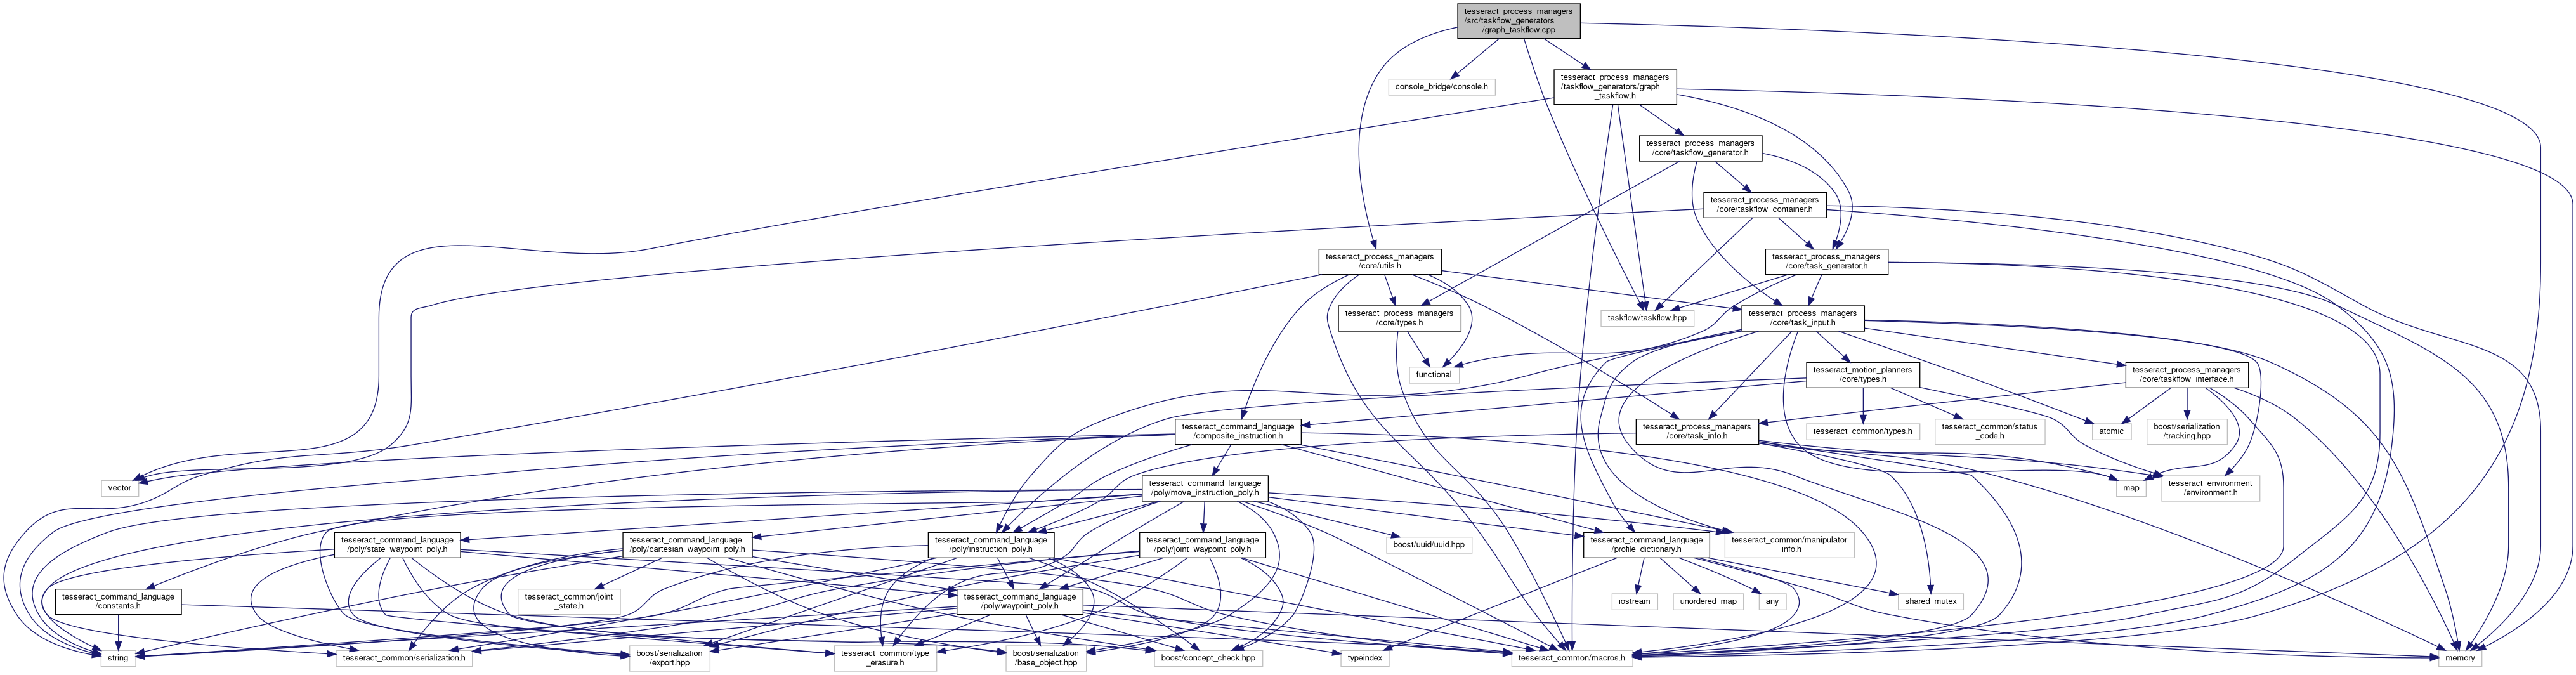 tesseract_process_managers
/src/taskflow_generators
/graph_taskflow.cpp
console_bridge/console.h
tesseract_process_managers
/taskflow_generators/graph
_taskflow.h
tesseract_process_managers
/core/taskflow_generator.h
tesseract_process_managers
/core/taskflow_container.h
tesseract_process_managers
/core/utils.h
tesseract_process_managers
/core/task_generator.h
tesseract_process_managers
/core/types.h
taskflow/taskflow.hpp
tesseract_process_managers
/core/task_input.h
functional
tesseract_motion_planners
/core/types.h
tesseract_process_managers
/core/taskflow_interface.h
tesseract_command_language
/composite_instruction.h
tesseract_process_managers
/core/task_info.h
tesseract_common/types.h
tesseract_common/status
_code.h
atomic
boost/serialization
/tracking.hpp
vector
tesseract_command_language
/poly/move_instruction_poly.h
map
tesseract_environment
/environment.h
tesseract_command_language
/poly/state_waypoint_poly.h
tesseract_command_language
/poly/cartesian_waypoint_poly.h
tesseract_command_language
/poly/instruction_poly.h
tesseract_command_language
/poly/joint_waypoint_poly.h
boost/uuid/uuid.hpp
tesseract_command_language
/profile_dictionary.h
tesseract_common/manipulator
_info.h
tesseract_command_language
/constants.h
tesseract_common/joint
_state.h
tesseract_command_language
/poly/waypoint_poly.h
iostream
unordered_map
any
shared_mutex
string
tesseract_common/serialization.h
boost/serialization
/export.hpp
tesseract_common/type
_erasure.h
boost/serialization
/base_object.hpp
boost/concept_check.hpp
typeindex
tesseract_common/macros.h
memory